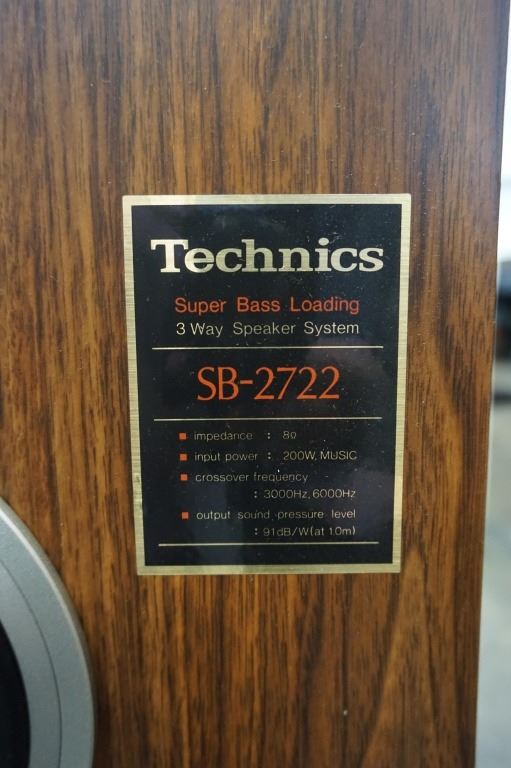 Technics
Super Bass Loading
3 Way Speaker System
SB-2722
■ impedance : 8Ω
■ input power : 200W, MUSIC
■ crossover frequency
: 3000Hz, 6000Hz
■ output sound pressure level
: 91dB/W(at 1.0m)